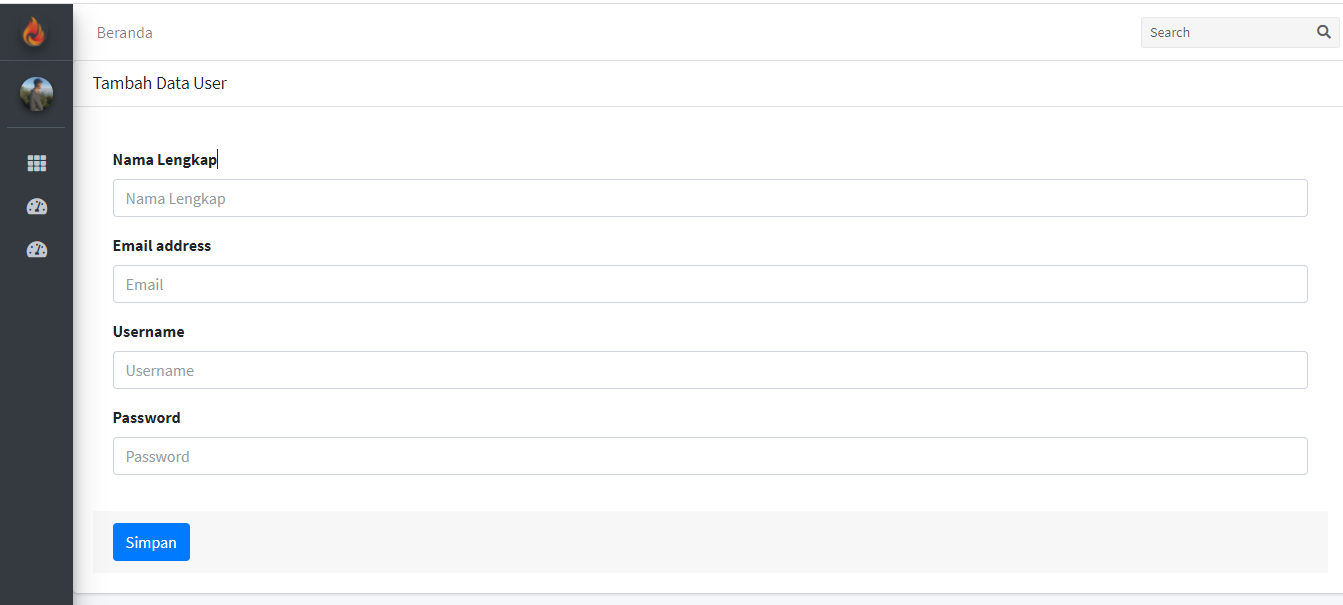 Beranda
Search
Tambah Data User
Nama Lengkap
Nama Lengkap
Email address
Email
Username
Username
Password
Password
Simpan